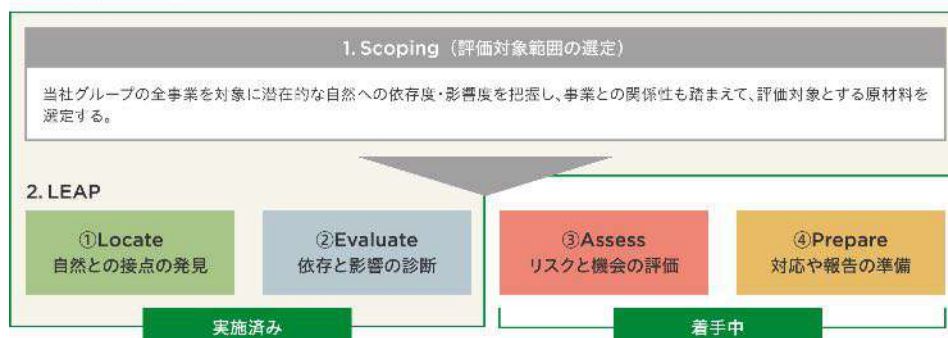 1. Scoping（評価対象範囲の選定）
当社グループの全事業を対象に潜在的な自然への依存度・影響度を把握し、事業との関係性も踏まえて、評価対象とする原材料を
選定する。
2. LEAP
①Locate
自然との接点の発見
②Evaluate
依存と影響の診断
③Assess
リスクと機会の評価
④Prepare
対応や報告の準備
実施済み
着手中